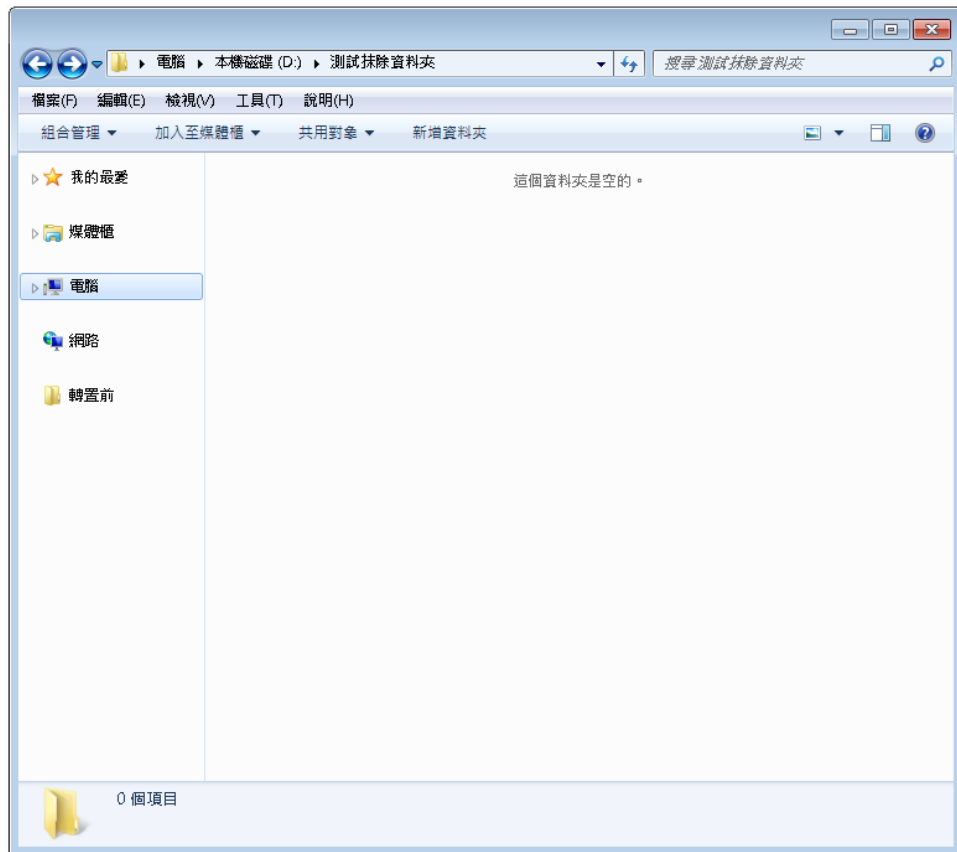 電腦 本機磁碟 (D:) 測試抹除資料夾 搜尋 測試抹除資料夾
檔案(F) 編輯(E) 檢視(V) 工具(T) 說明(H)
組合管理 加入至媒體櫃 共用對象 新增資料夾
我的最愛
這個資料夾是空的。
媒體櫃
電腦
網路
轉置前
0 個項目